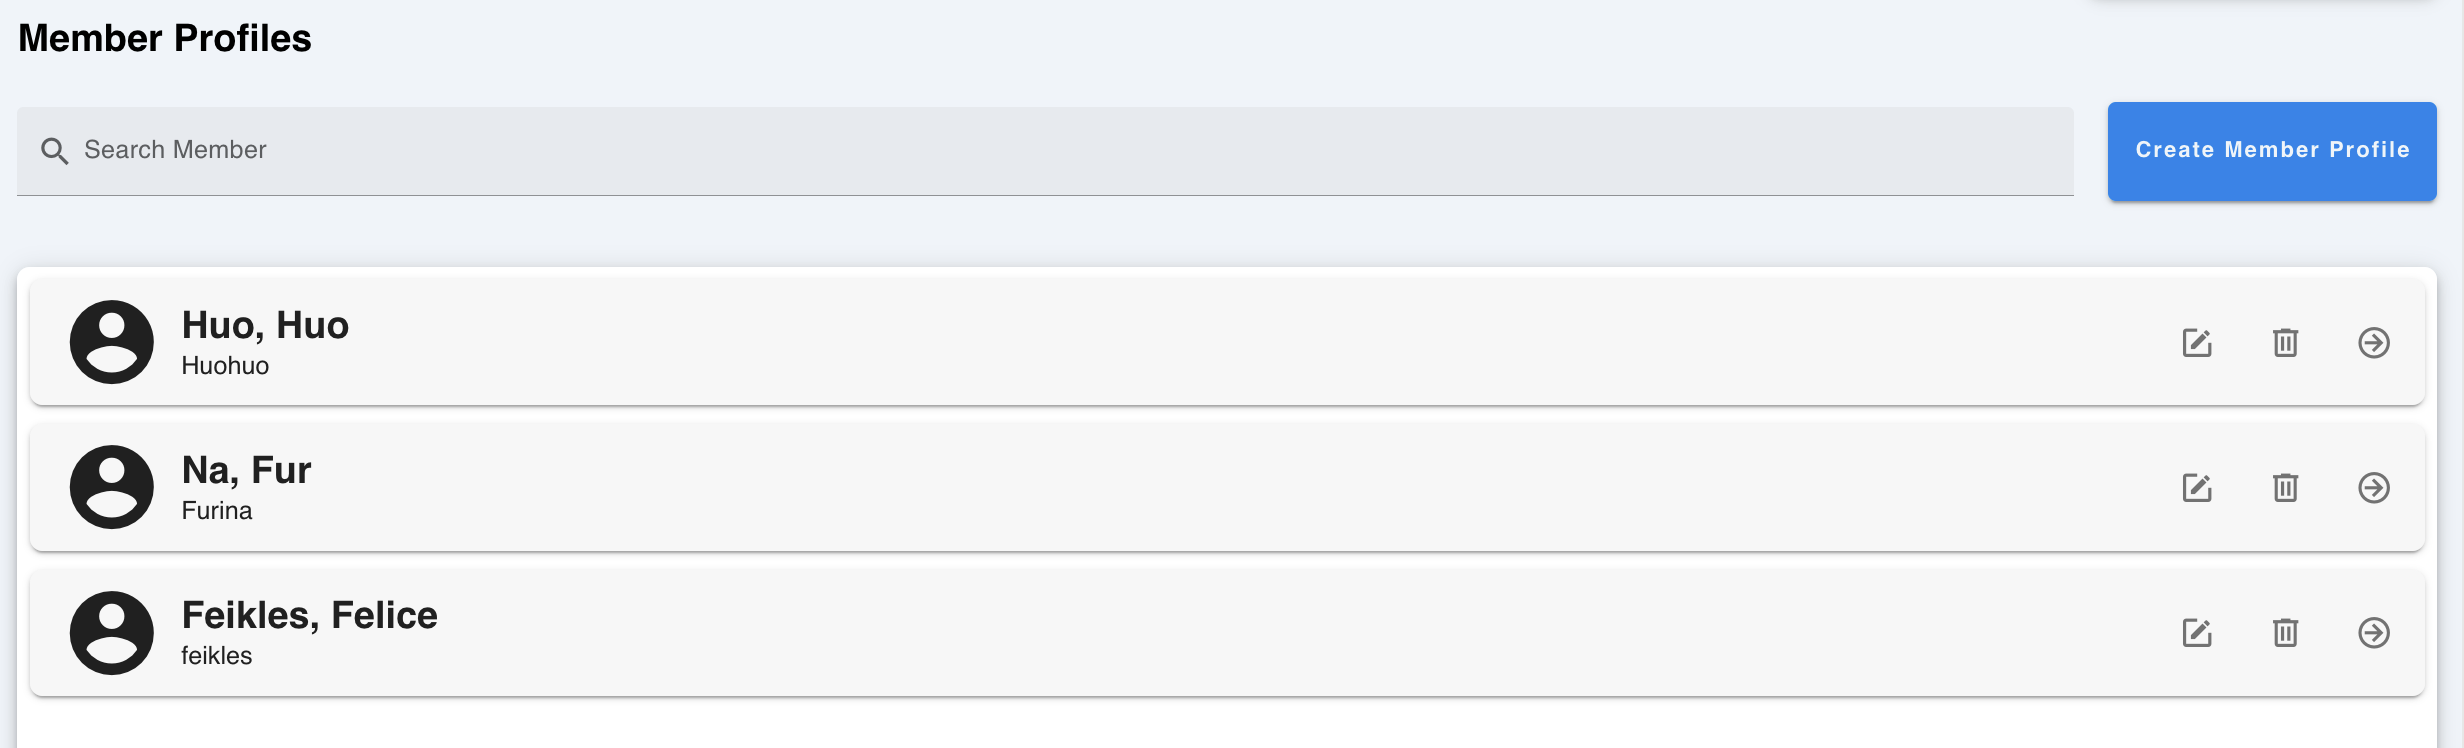 Member Profiles
Search Member
Create Member Profile
Huo, Huo
Huohuo
Na, Fur
Furina
Feikles, Felice
feikles